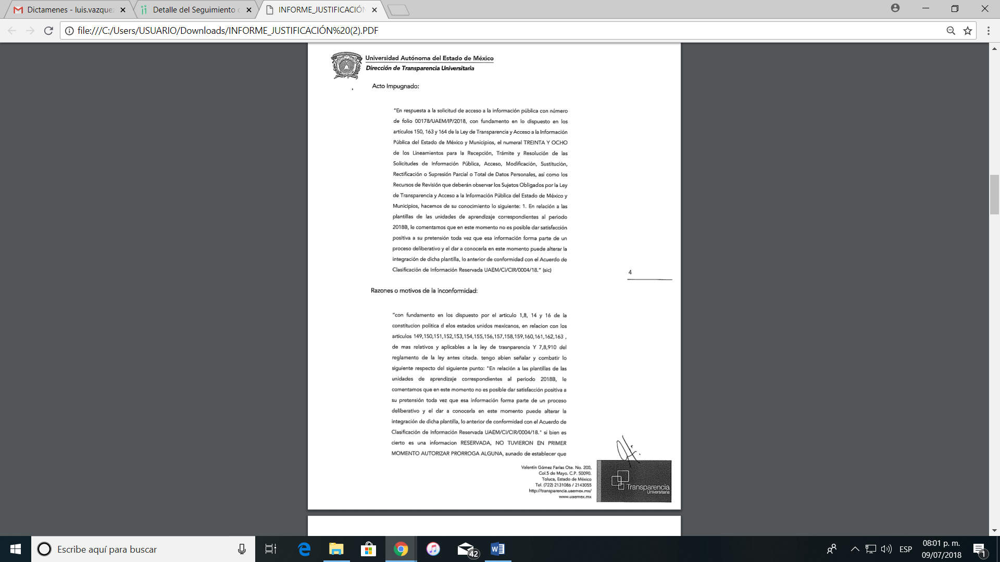 Dictamenes - luis.vazquez
Detalle del Seguimiento
INFORME_JUSTIFICACIÓN
file:///C:/Users/USUARIO/Downloads/INFORME_JUSTIFICACIÓN%20(2).PDF
Universidad Autónoma del Estado de México
Dirección de Transparencia Universitaria
Acto Impugnado:
"En respuesta a la solicitud de acceso a la información pública con número
de folio 00178/UAEM/IP/2018, con fundamento en lo dispuesto en los
artículos 150, 163 y 164 de la Ley de Transparencia y Acceso a la Información
Pública del Estado de México y Municipios, el numeral TREINTA Y OCHO
de los Lineamientos para la Recepción, Trámite y Resolución de las
Solicitudes de Información Pública, Acceso, Modificación, Sustitución,
Rectificación o Supresión Parcial o Total de Datos Personales, así como los
Recursos de Revisión que deberán observar los Sujetos Obligados por la Ley
de Transparencia y Acceso a la Información Pública del Estado de México y
Municipios, hacemos de su conocimiento lo siguiente: 1. En relación a las
plantillas de las unidades de aprendizaje correspondientes al periodo
2018B, le comentamos que en este momento no es posible dar satisfacción
positiva a su pretensión toda vez que esa información forma parte de un
proceso deliberativo y el dar a conocerla en este momento puede alterar la
integración de dicha plantilla, lo anterior de conformidad con el Acuerdo de
Clasificación de Información Reservada UAEM/CI/CIR/0004/18." (sic)
4
Razones o motivos de la inconformidad:
"con fundamento en los dispuesto por el articulo 1,8, 14 y 16 de la
constitucion politica d elos estados unidos mexicanos, en relacion con los
articulos 149,150,151,152,153,154,155,156,157,158,159,160,161,162,163 ,
de mas relativos y aplicables a la ley de trasnparencia Y 7,8,910 del
reglamento de la ley antes citada. tengo abien señalar y combatir lo
siguiente respecto del siguiente punto: "En relación a las plantillas de las
unidades de aprendizaje correspondientes al periodo 2018B, le
comentamos que en este momento no es posible dar satisfacción positiva a
su pretensión toda vez que esa información forma parte de un proceso
deliberativo y el dar a conocerla en este momento puede alterar la
integración de dicha plantilla, lo anterior de conformidad con el Acuerdo de
Clasificación de Información Reservada UAEM/CI/CIR/0004/18." si bien es
cierto es una informacion RESERVADA, NO TUVIERON EN PRIMER
MOMENTO AUTORIZAR PRORROGA ALGUNA, aunado de establecer que
Valentín Gómez Farías Ote. No. 200,
Col.5 de Mayo. C.P. 50090.
Toluca, Estado de México
Tel. (722) 2131086 / 2143055
http://transparencia.uaemex.mx/
www.uaemex.mx
Transparencia
Universitaria
Escribe aquí para buscar
42
ESP
08:01 p. m.
09/07/2018
1